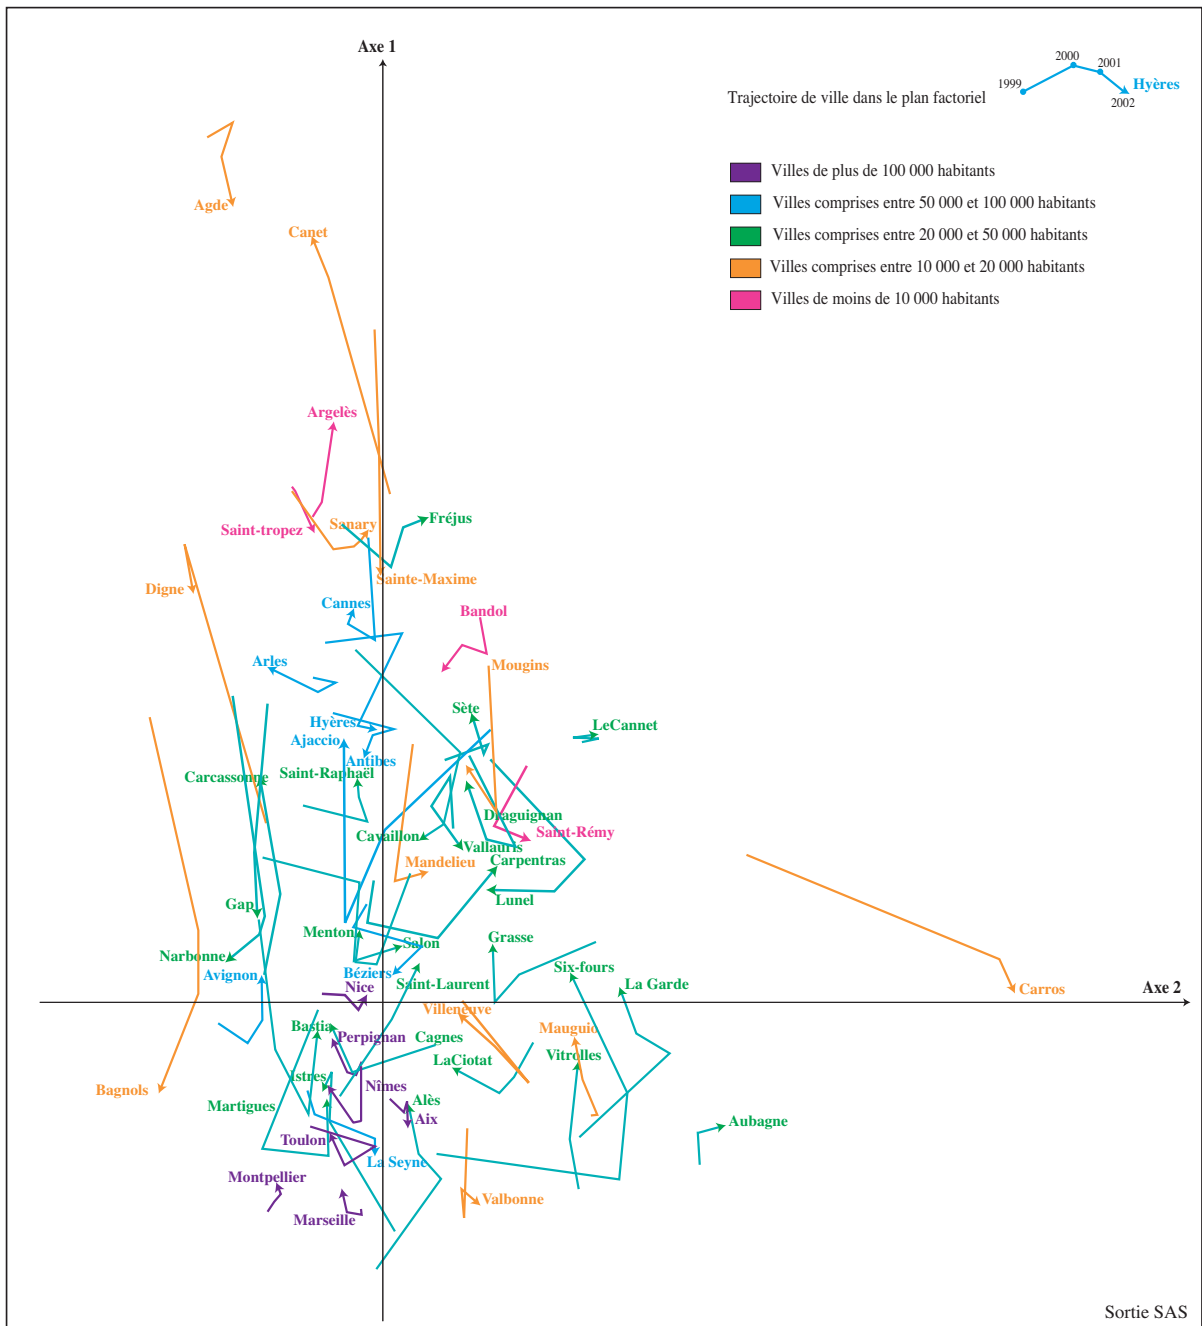 Axe 1
2000
2001
1999
Hyères
Trajectoire de ville dans le plan factoriel
2002
Villes de plus de 100 000 habitants
Villes comprises entre 50 000 et 100 000 habitants
Villes comprises entre 20 000 et 50 000 habitants
Villes comprises entre 10 000 et 20 000 habitants
Villes de moins de 10 000 habitants
Agde
Canet
Argelès
Saint-tropez
Sanary
Fréjus
Sainte-Maxime
Digne
Cannes
Bandol
Arles
Mougins
Sète
LeCannet
Hyères
Ajaccio
Antibes
Carcassonne
Saint-Raphaël
Draguignan
Saint-Rémy
Cavaillon
Vallauris
Mandelieu
Carpentras
Lunel
Gap
Menton
Salon
Grasse
Narbonne
Avignon
Béziers
Saint-Laurent
Six-fours
La Garde
Nice
Carros
Axe 2
Villeneuve
Bastia
Perpignan
Cagnes
Mauguio
LaCiotat
Vitrolles
Istres
Nîmes
Bagnols
Martigues
Alès
Aix
Aubagne
Toulon
La Seyne
Montpellier
Valbonne
Marseille
Sortie SAS